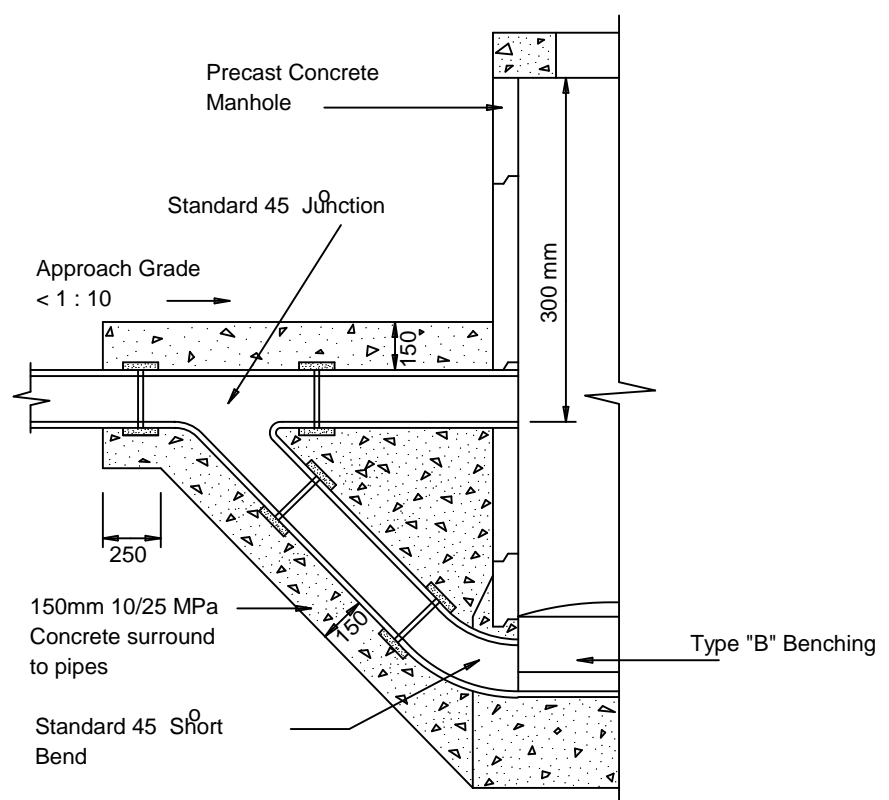 Precast Concrete
Manhole
Standard 45° Junction
Approach Grade
< 1 : 10
150
300 mm
250
150mm 10/25 MPa
Concrete surround
to pipes
150
Type "B" Benching
Standard 45° Short
Bend